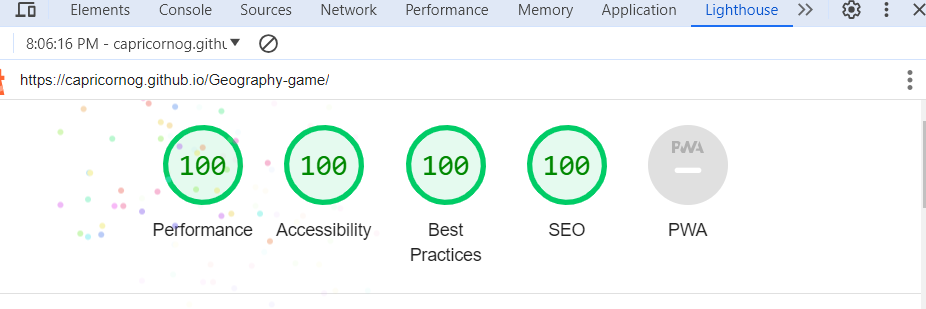 Elements Console Sources Network Performance Memory Application Lighthouse
8:06:16 PM - capricornog.githu
https://capricornog.github.io/Geography-game/
100 100 100 100 PWA
Performance Accessibility Best Practices SEO PWA